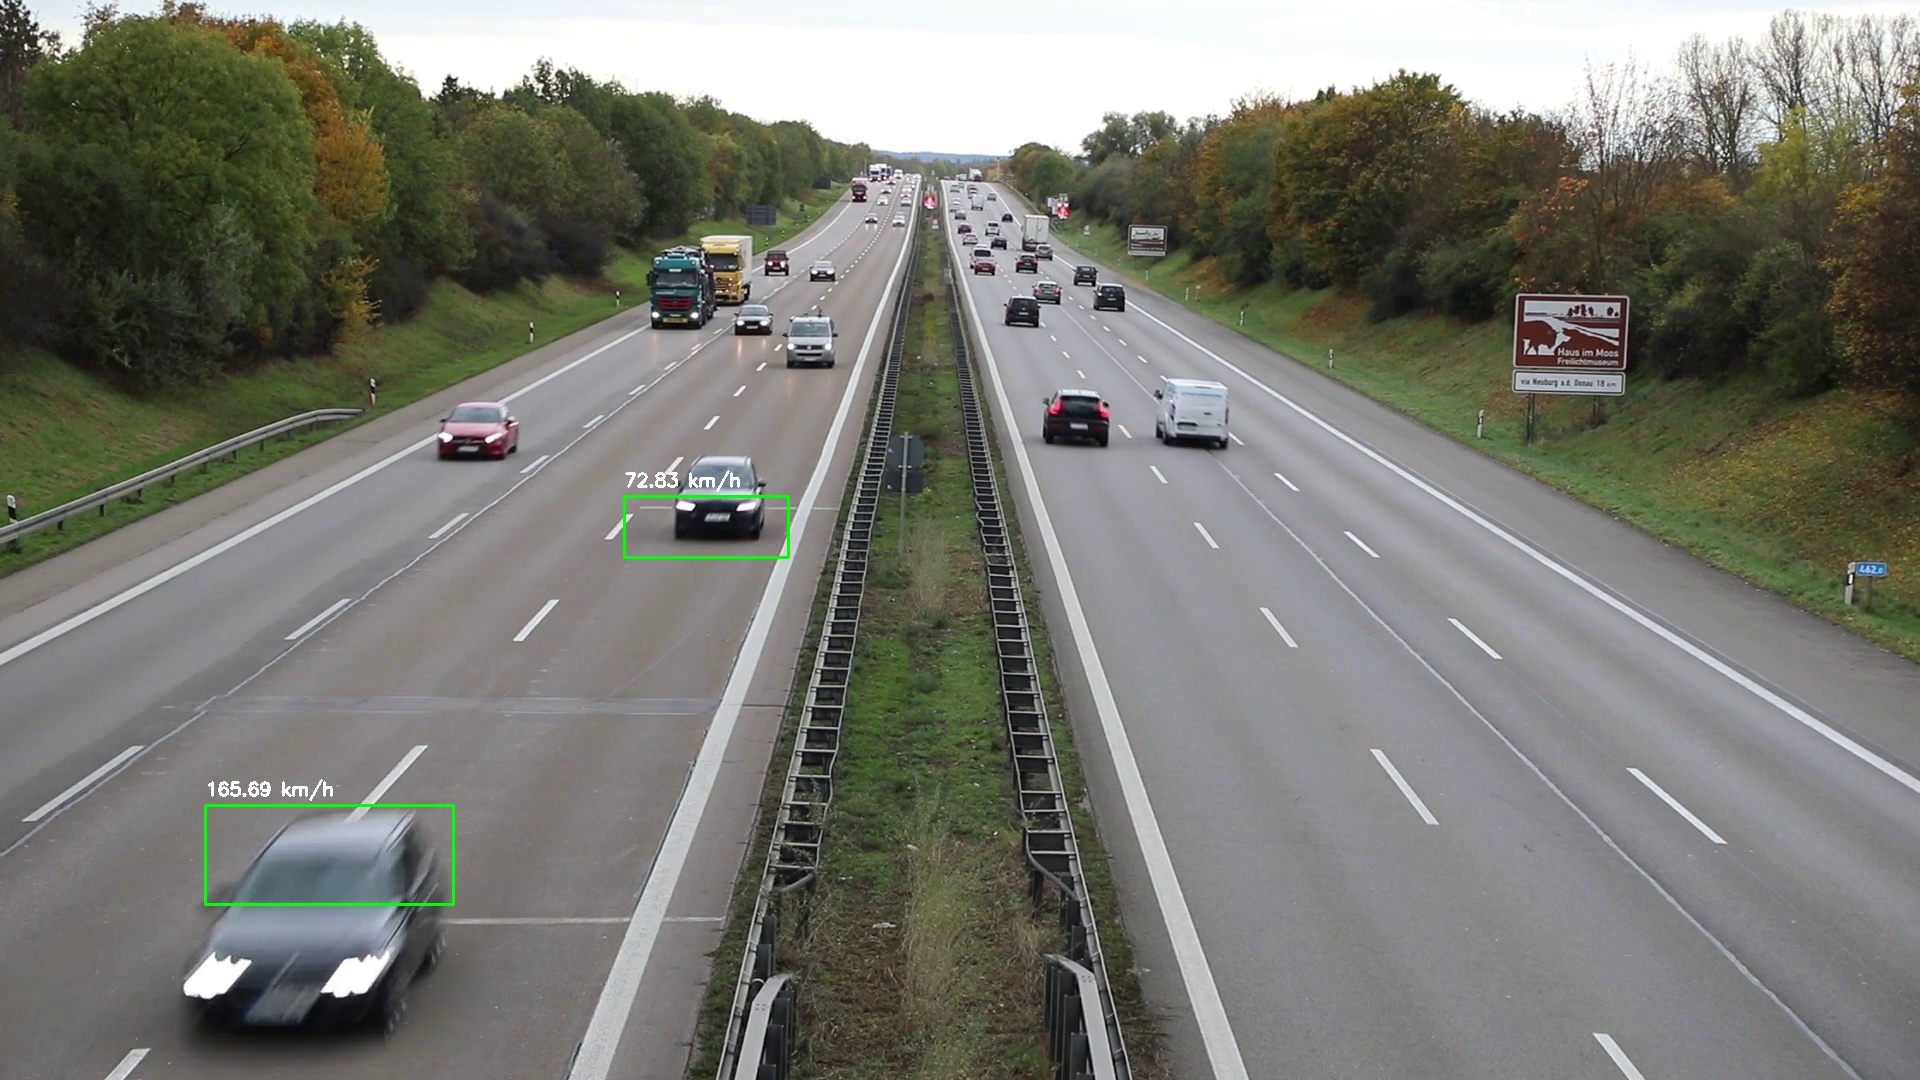 Haus im Moos
Freilichtmuseum
via Neuburg a.d. Donau 18 km
72.83 km/h
462,0
165.69 km/h